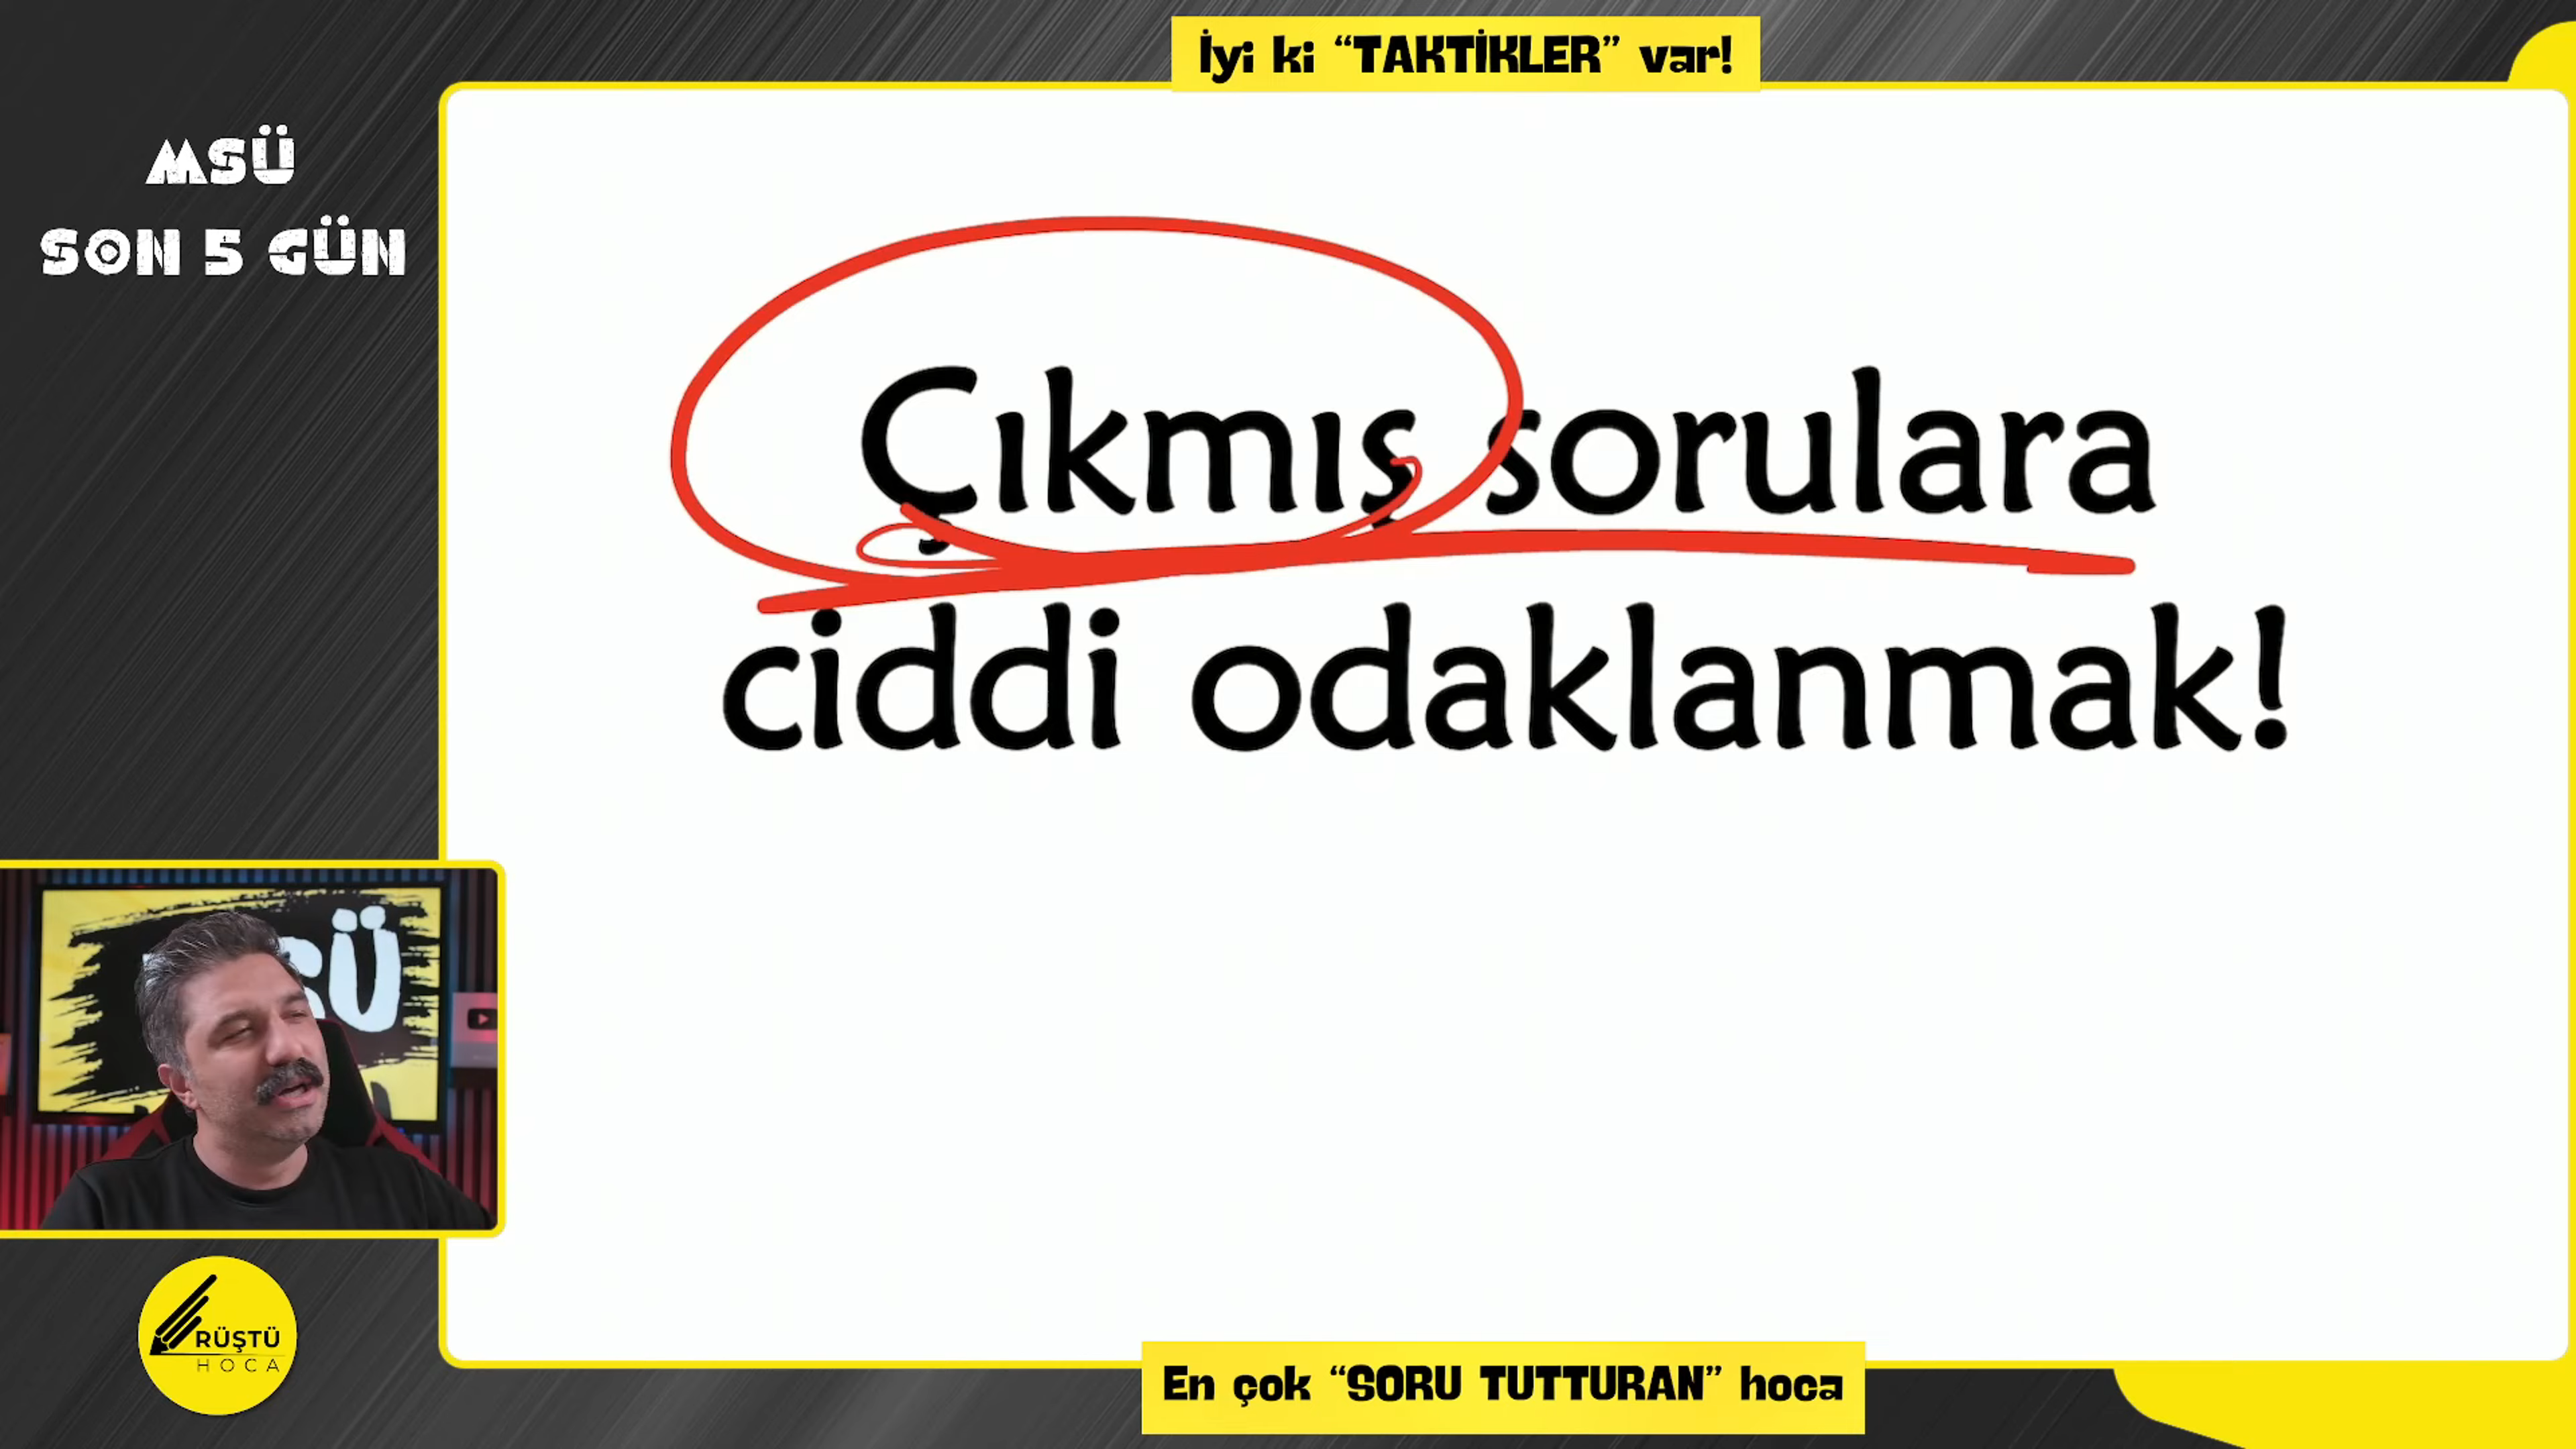 İyi ki “TAKTİKLER” var!
MSÜ
SON 5 GÜN
Çıkmış sorulara
ciddi odaklanmak!
SÜ
RÜŞTÜ
HOCA
En çok “SORU TUTTURAN” hoca